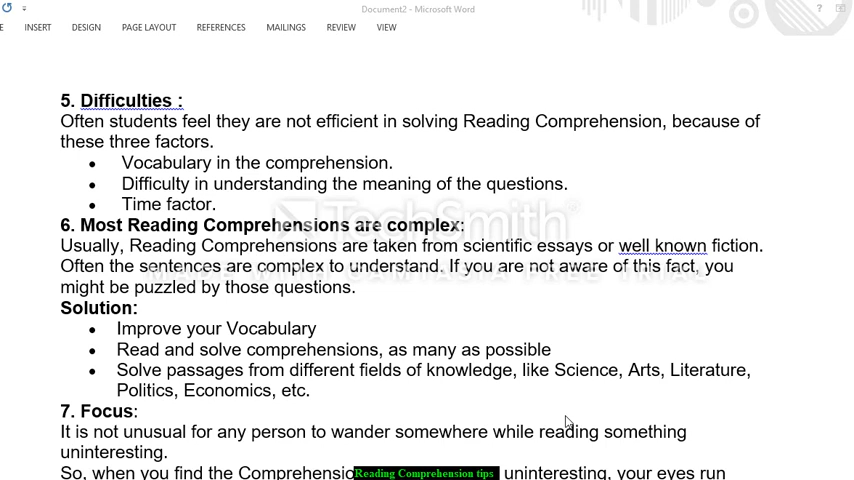 Document2 - Microsoft Word
?
E INSERT DESIGN PAGE LAYOUT REFERENCES MAILINGS REVIEW VIEW
5. Difficulties :
Often students feel they are not efficient in solving Reading Comprehension, because of
these three factors.
• Vocabulary in the comprehension.
• Difficulty in understanding the meaning of the questions.
• Time factor.
TechSmith®
6. Most Reading Comprehensions are complex:
Usually, Reading Comprehensions are taken from scientific essays or well known fiction.
Often the sentences are complex to understand. If you are not aware of this fact, you
MADE WITH CAMTASIA FREE TRIAL
might be puzzled by those questions.
Solution:
• Improve your Vocabulary
• Read and solve comprehensions, as many as possible
• Solve passages from different fields of knowledge, like Science, Arts, Literature,
Politics, Economics, etc.
7. Focus:
It is not unusual for any person to wander somewhere while reading something
uninteresting.
So, when you find the Comprehensio Reading Comprehension tips uninteresting, your eyes run